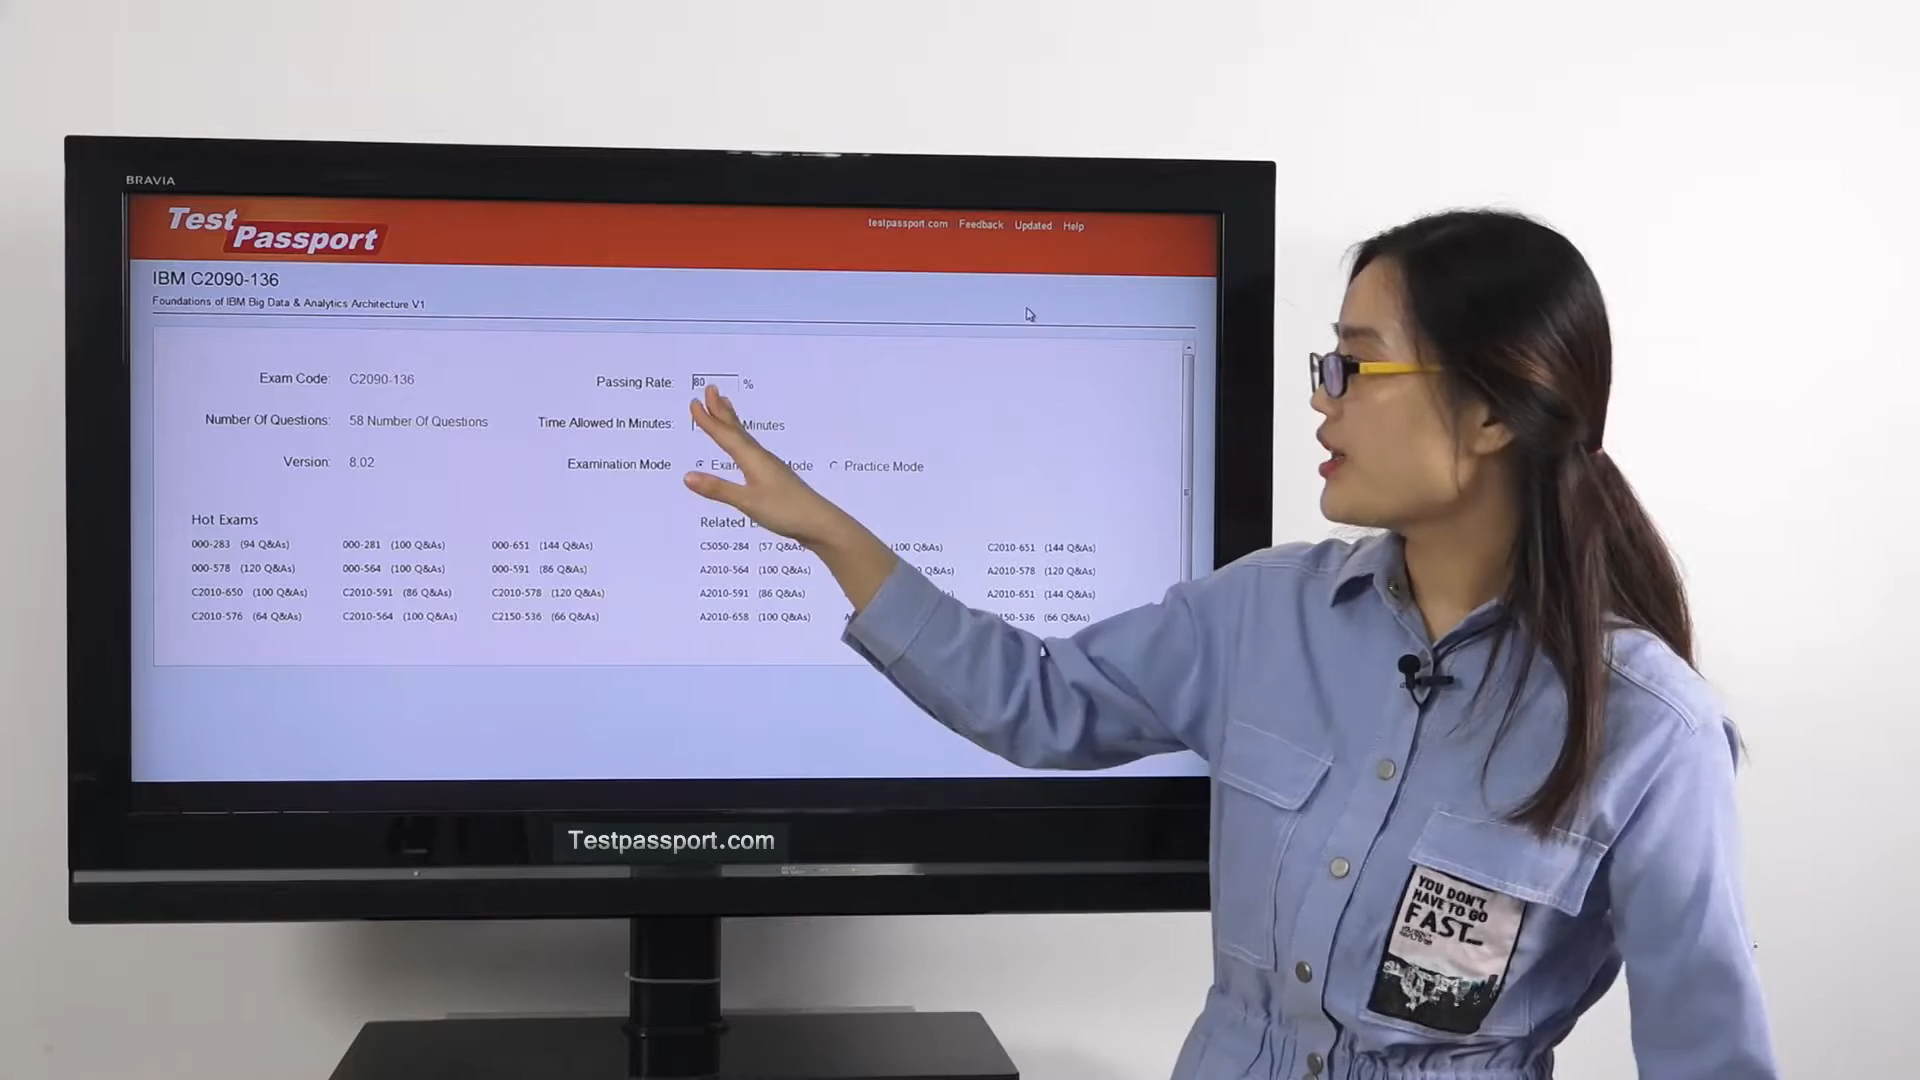 BRAVIA
Test
Passport
testpassport.com Feedback Updated Help
IBM C2090-136
Foundations of IBM Big Data & Analytics Architecture V1
Exam Code: C2090-136
Passing Rate: 80 %
Number Of Questions: 58 Number Of Questions
Time Allowed In Minutes: Minutes
Version: 8.02
Examination Mode Mode Practice Mode
Hot Exams
000-283 (94 Q&As) 000-281 (100 Q&As) 000-651 (144 Q&As)
000-578 (120 Q&As) 000-564 (100 Q&As) 000-591 (86 Q&As)
C2010-650 (100 Q&As) C2010-591 (86 Q&As) C2010-578 (120 Q&As)
C2010-576 (64 Q&As) C2010-564 (100 Q&As) C2150-536 (66 Q&As)
Related
C5050-284 (57 Q&As) (100 Q&As) C2010-651 (144 Q&As)
A2010-564 (100 Q&As) Q&As) A2010-578 (120 Q&As)
A2010-591 (86 Q&As) A2010-651 (144 Q&As)
A2010-658 (100 Q&As) (66 Q&As)
Testpassport.com
YOU DON'T
HAVE TO GO
FAST...